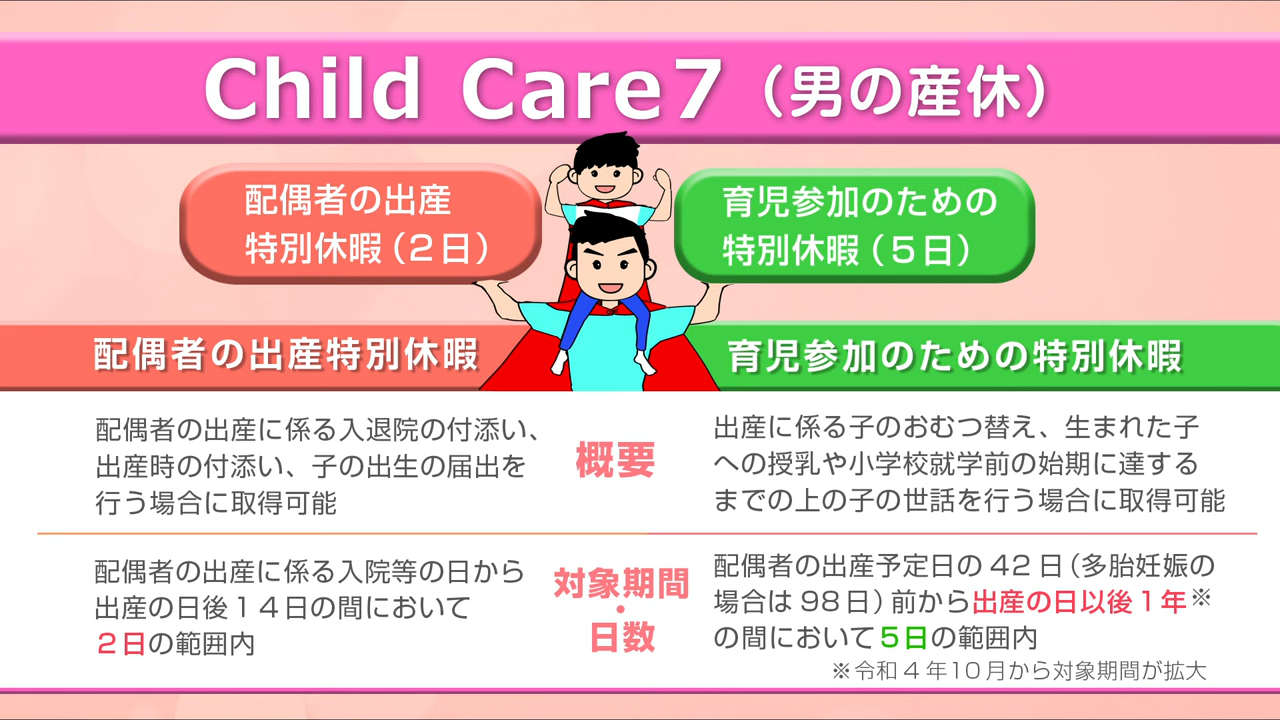 Child Care7（男の産休）
配偶者の出産
特別休暇（２日）
育児参加のための
特別休暇（５日）
配偶者の出産特別休暇
育児参加のための特別休暇
配偶者の出産に係る入退院の付添い、
出産時の付添い、子の出生の届出を
行う場合に取得可能
概要
出産に係る子のおむつ替え、生まれた子
への授乳や小学校就学前の始期に達する
までの上の子の世話を行う場合に取得可能
配偶者の出産に係る入院等の日から
出産の日後１４日の間において
２日の範囲内
対象期間
・
日数
配偶者の出産予定日の42日（多胎妊娠の
場合は98日）前から出産の日以後１年※
の間において５日の範囲内
※令和４年10月から対象期間が拡大